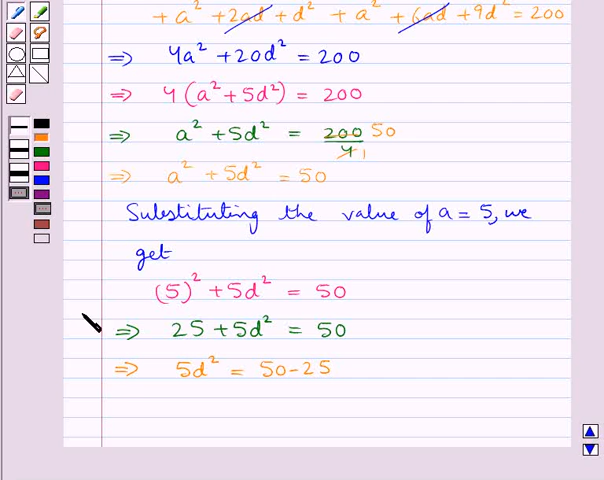 + a² + 2ad + d² + a² + 6ad + 9d² = 200
⇒ 4a² + 20d² = 200
⇒ 4(a² + 5d²) = 200
⇒ a² + 5d² = 200/4 50 1
⇒ a² + 5d² = 50
Substituting the value of a = 5, we
get
(5)² + 5d² = 50
⇒ 25 + 5d² = 50
⇒ 5d² = 50 - 25